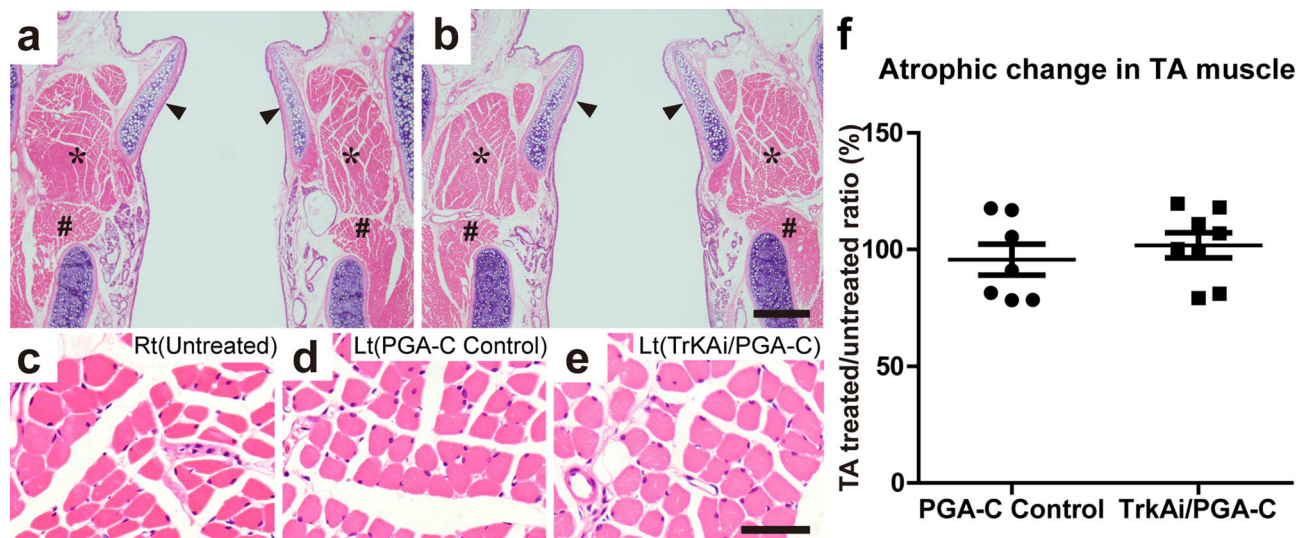 a
b
*
*
*
*
#
#
#
#
c
Rt(Untreated)
d
Lt(PGA-C Control)
e
Lt(TrKAi/PGA-C)
f
Atrophic change in TA muscle
TA treated/untreated ratio (%)
150
100
50
0
PGA-C Control
TrkAi/PGA-C